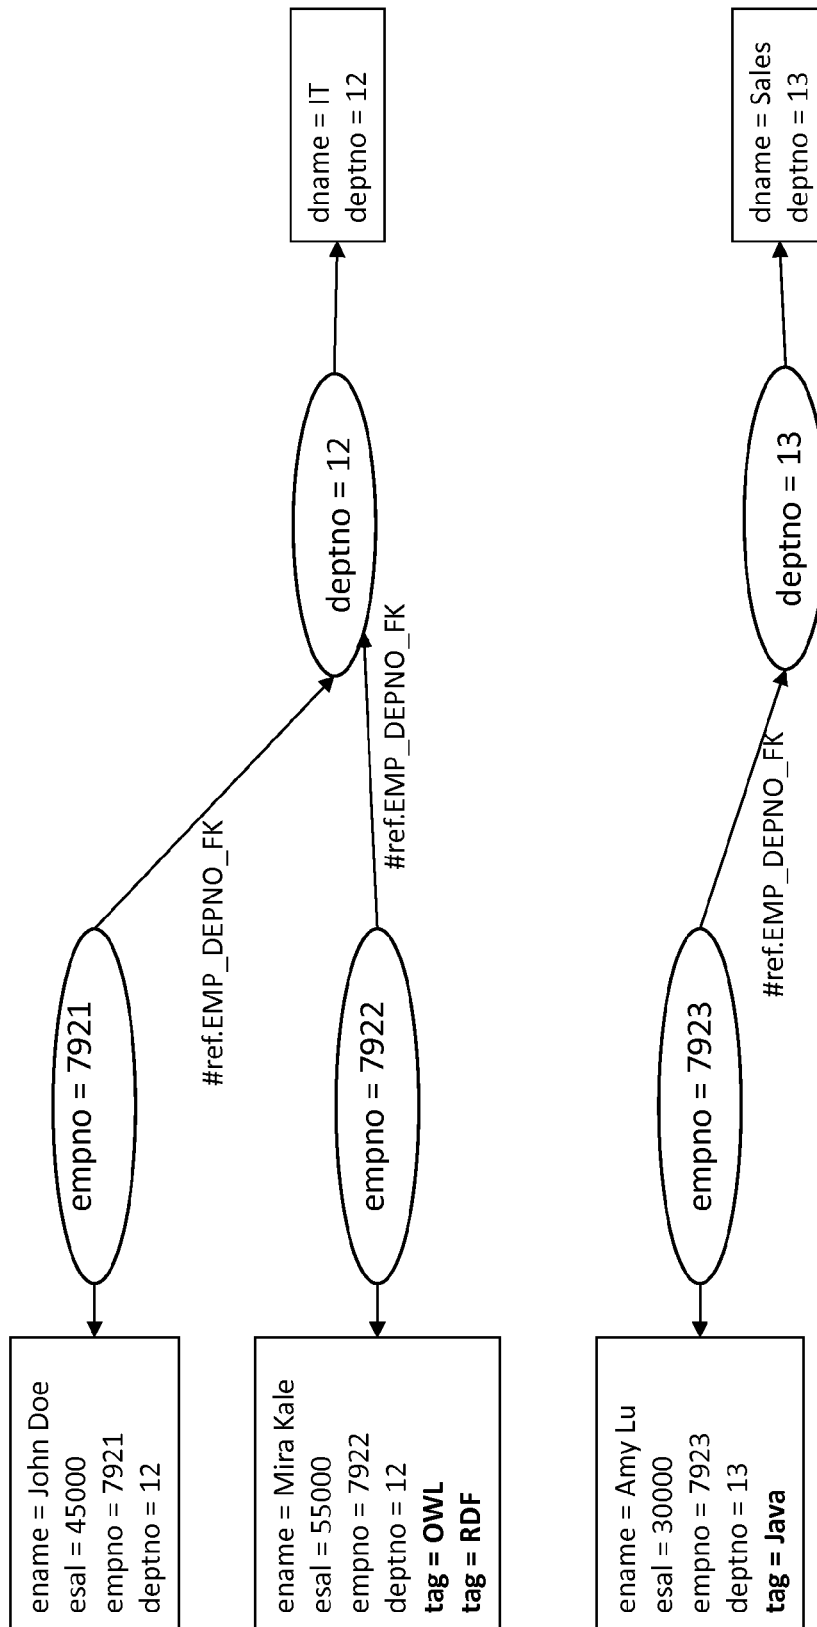 ename = John Doe
esal = 45000
empno = 7921
deptno = 12
empno = 7921
#ref.EMP_DEPNO_FK
ename = Mira Kale
esal = 55000
empno = 7922
deptno = 12
tag = OWL
tag = RDF
empno = 7922
#ref.EMP_DEPNO_FK
deptno = 12
dname = IT
deptno = 12
ename = Amy Lu
esal = 30000
empno = 7923
deptno = 13
tag = Java
empno = 7923
#ref.EMP_DEPNO_FK
deptno = 13
dname = Sales
deptno = 13